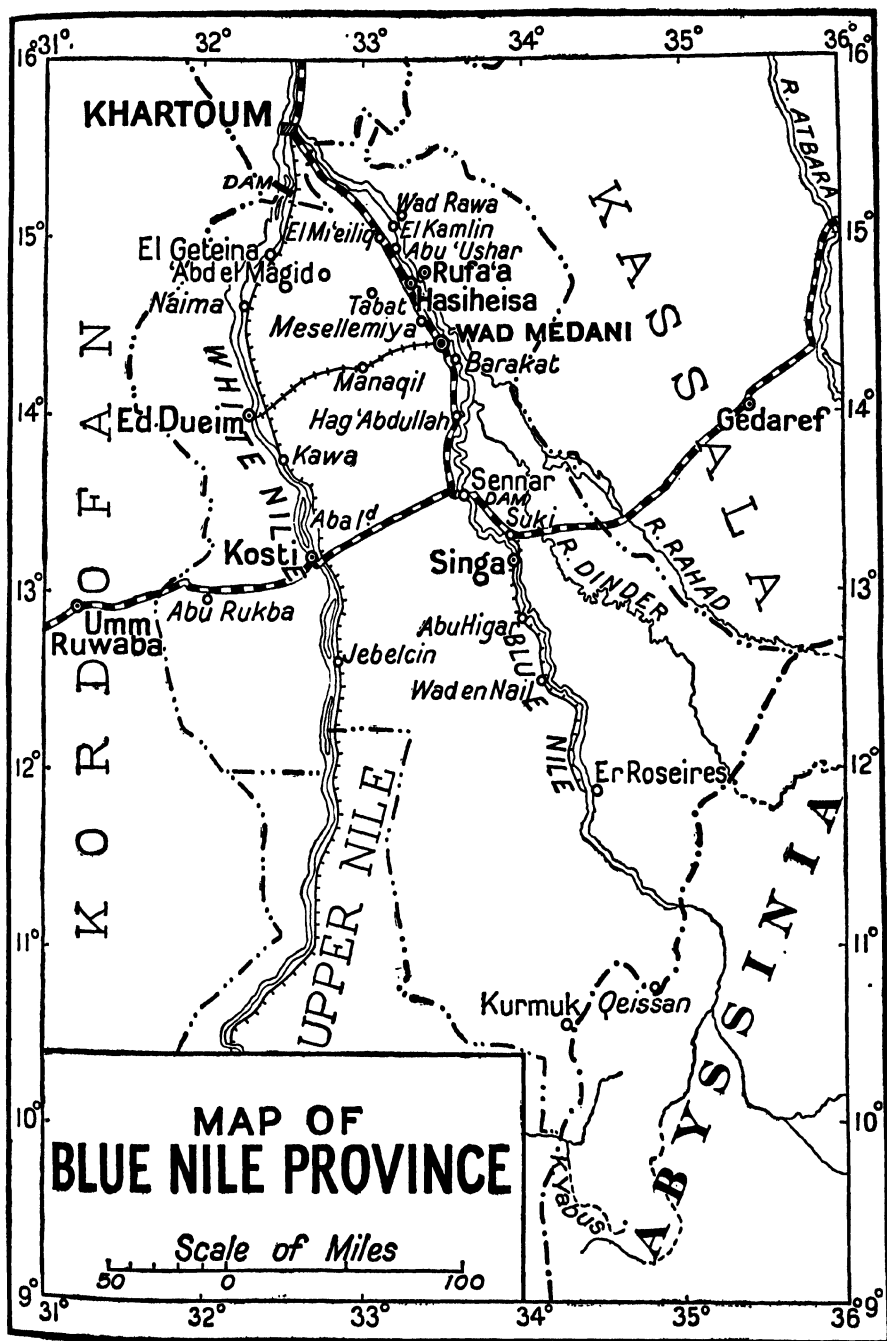 31°
32°
33°
34°
35°
36°
16°
16°
KHARTOUM
R. ATBARA
DAM
Wad Rawa
15°
El Mi'eiliq
El Kamlin
15°
El Geteina
Abu 'Ushar
'Abd el Mâgid
Rufa'a
Naima
Tabat
Hasiheisa
Mesellemiya
WAD MEDANI
Barakat
Managil
14°
Ed Dueim
WHITE NILE
Hag 'Abdullah
Gedaref
14°
Kawa
Sennar
DAM
Aba Id
Suki
Kosti
Singa
R. DINDER
R. RAHAD
KASSALA
13°
13°
Umm
Ruwaba
Abu Rukba
Abu Higar
BLUE NILE
Jebelein
Wad en Nail
KORDOFAN
12°
Er Roseires
12°
UPPER NILE
11°
11°
Kurmuk
Qeissan
ABYSSINIA
10°
10°
K. Yabus
MAP OF
BLUE NILE PROVINCE
Scale of Miles
50 0 100
9°
9°
31°
32°
33°
34°
35°
36°